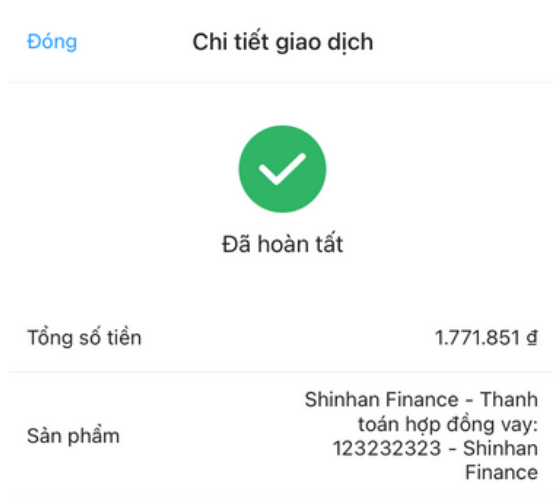 Đóng
Chi tiết giao dịch
Đã hoàn tất
Tổng số tiền
1.771.851 ₫
Sản phẩm
Shinhan Finance - Thanh
toán hợp đồng vay:
123232323 - Shinhan
Finance